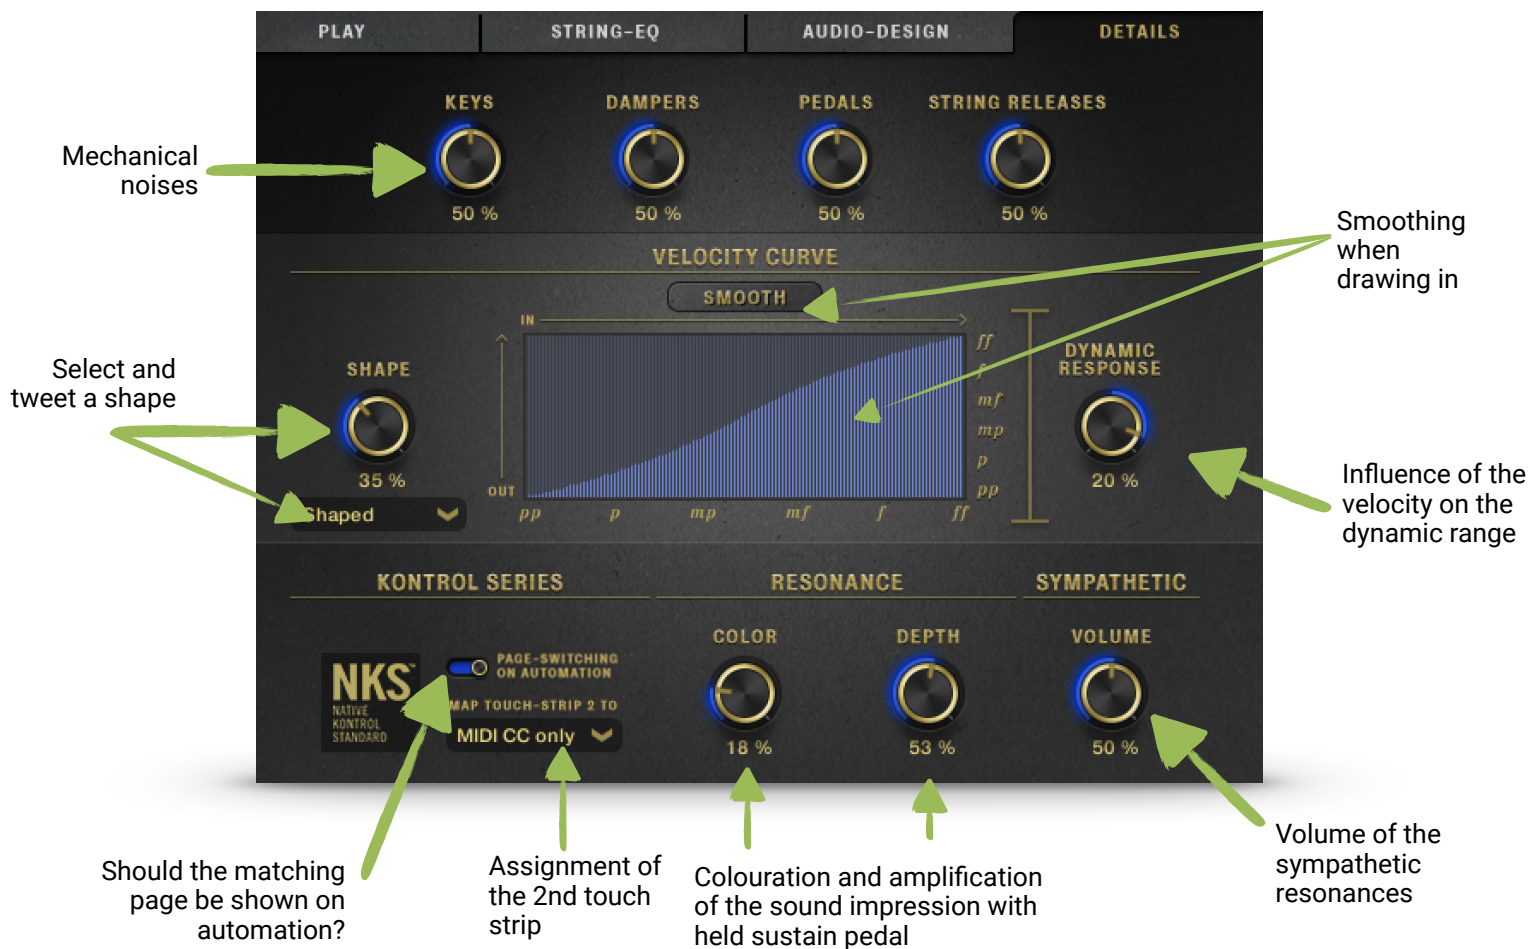 PLAY
STRING-EQ
AUDIO-DESIGN
DETAILS
KEYS
DAMPERS
PEDALS
STRING RELEASES
50 %
50 %
50 %
50 %
Mechanical
noises
VELOCITY CURVE
SMOOTH
Smoothing
when
drawing in
IN
OUT
ff
f
mf
mp
p
pp
pp
p
mp
mf
f
ff
Select and
tweet a shape
SHAPE
35 %
Shaped
DYNAMIC
RESPONSE
20 %
Influence of the
velocity on the
dynamic range
KONTROL SERIES
RESONANCE
SYMPATHETIC
NKS™
NATIVE
KONTROL
STANDARD
PAGE-SWITCHING
ON AUTOMATION
MAP TOUCH-STRIP 2 TO
MIDI CC only
COLOR
18 %
DEPTH
53 %
VOLUME
50 %
Should the matching
page be shown on
automation?
Assignment of
the 2nd touch
strip
Colouration and amplification
of the sound impression with
held sustain pedal
Volume of the
sympathetic
resonances